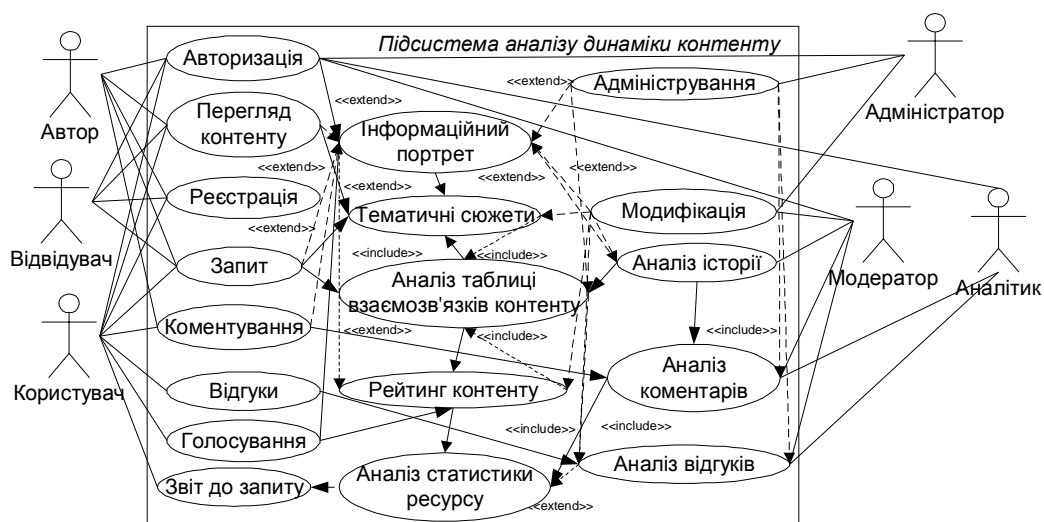 Підсистема аналізу динаміки контенту
Автор
Відвідувач
Користувач
Авторизація
Перегляд
контенту
Реєстрація
Запит
Коментування
Відгуки
Голосування
Звіт до запиту
<<extend>>
Інформаційний
портрет
<<extend>>
<<extend>>
<<extend>>
Тематичні сюжети
<<extend>>
<<include>>
<<include>>
Аналіз таблиці
взаємозв'язків контенту
<<extend>>
<<include>>
Рейтинг контенту
<<include>>
<<include>>
Аналіз статистики
ресурсу
<<extend>>
<<extend>>
Адміністрування
Модифікація
Аналіз історії
<<include>>
Аналіз
коментарів
Аналіз відгуків
Адміністратор
Модератор
Аналітик